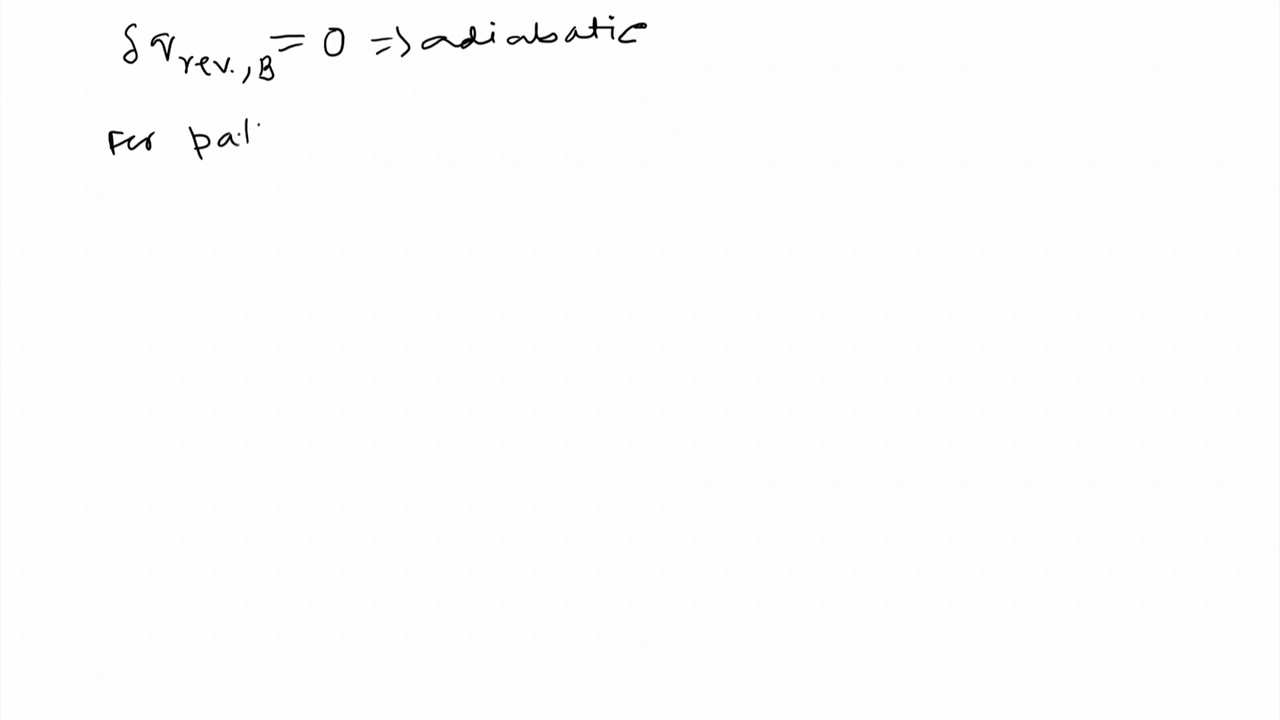 δq_rev.,B = 0 => adiabatic
For